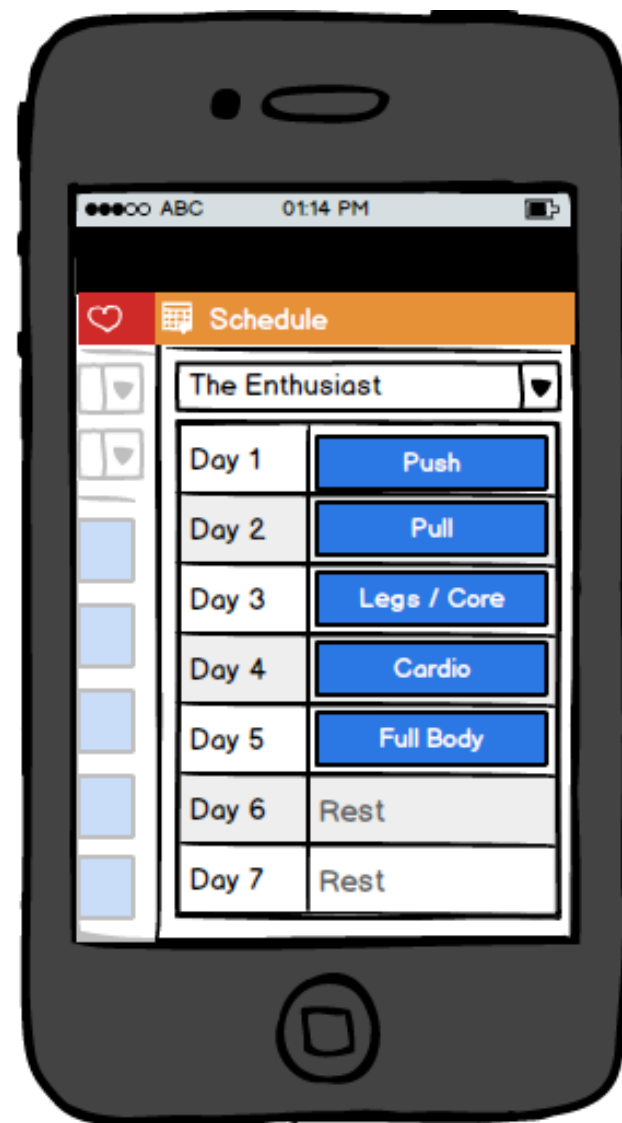 ABC 01:14 PM
Schedule
The Enthusiast
Day 1 Push
Day 2 Pull
Day 3 Legs / Core
Day 4 Cardio
Day 5 Full Body
Day 6 Rest
Day 7 Rest